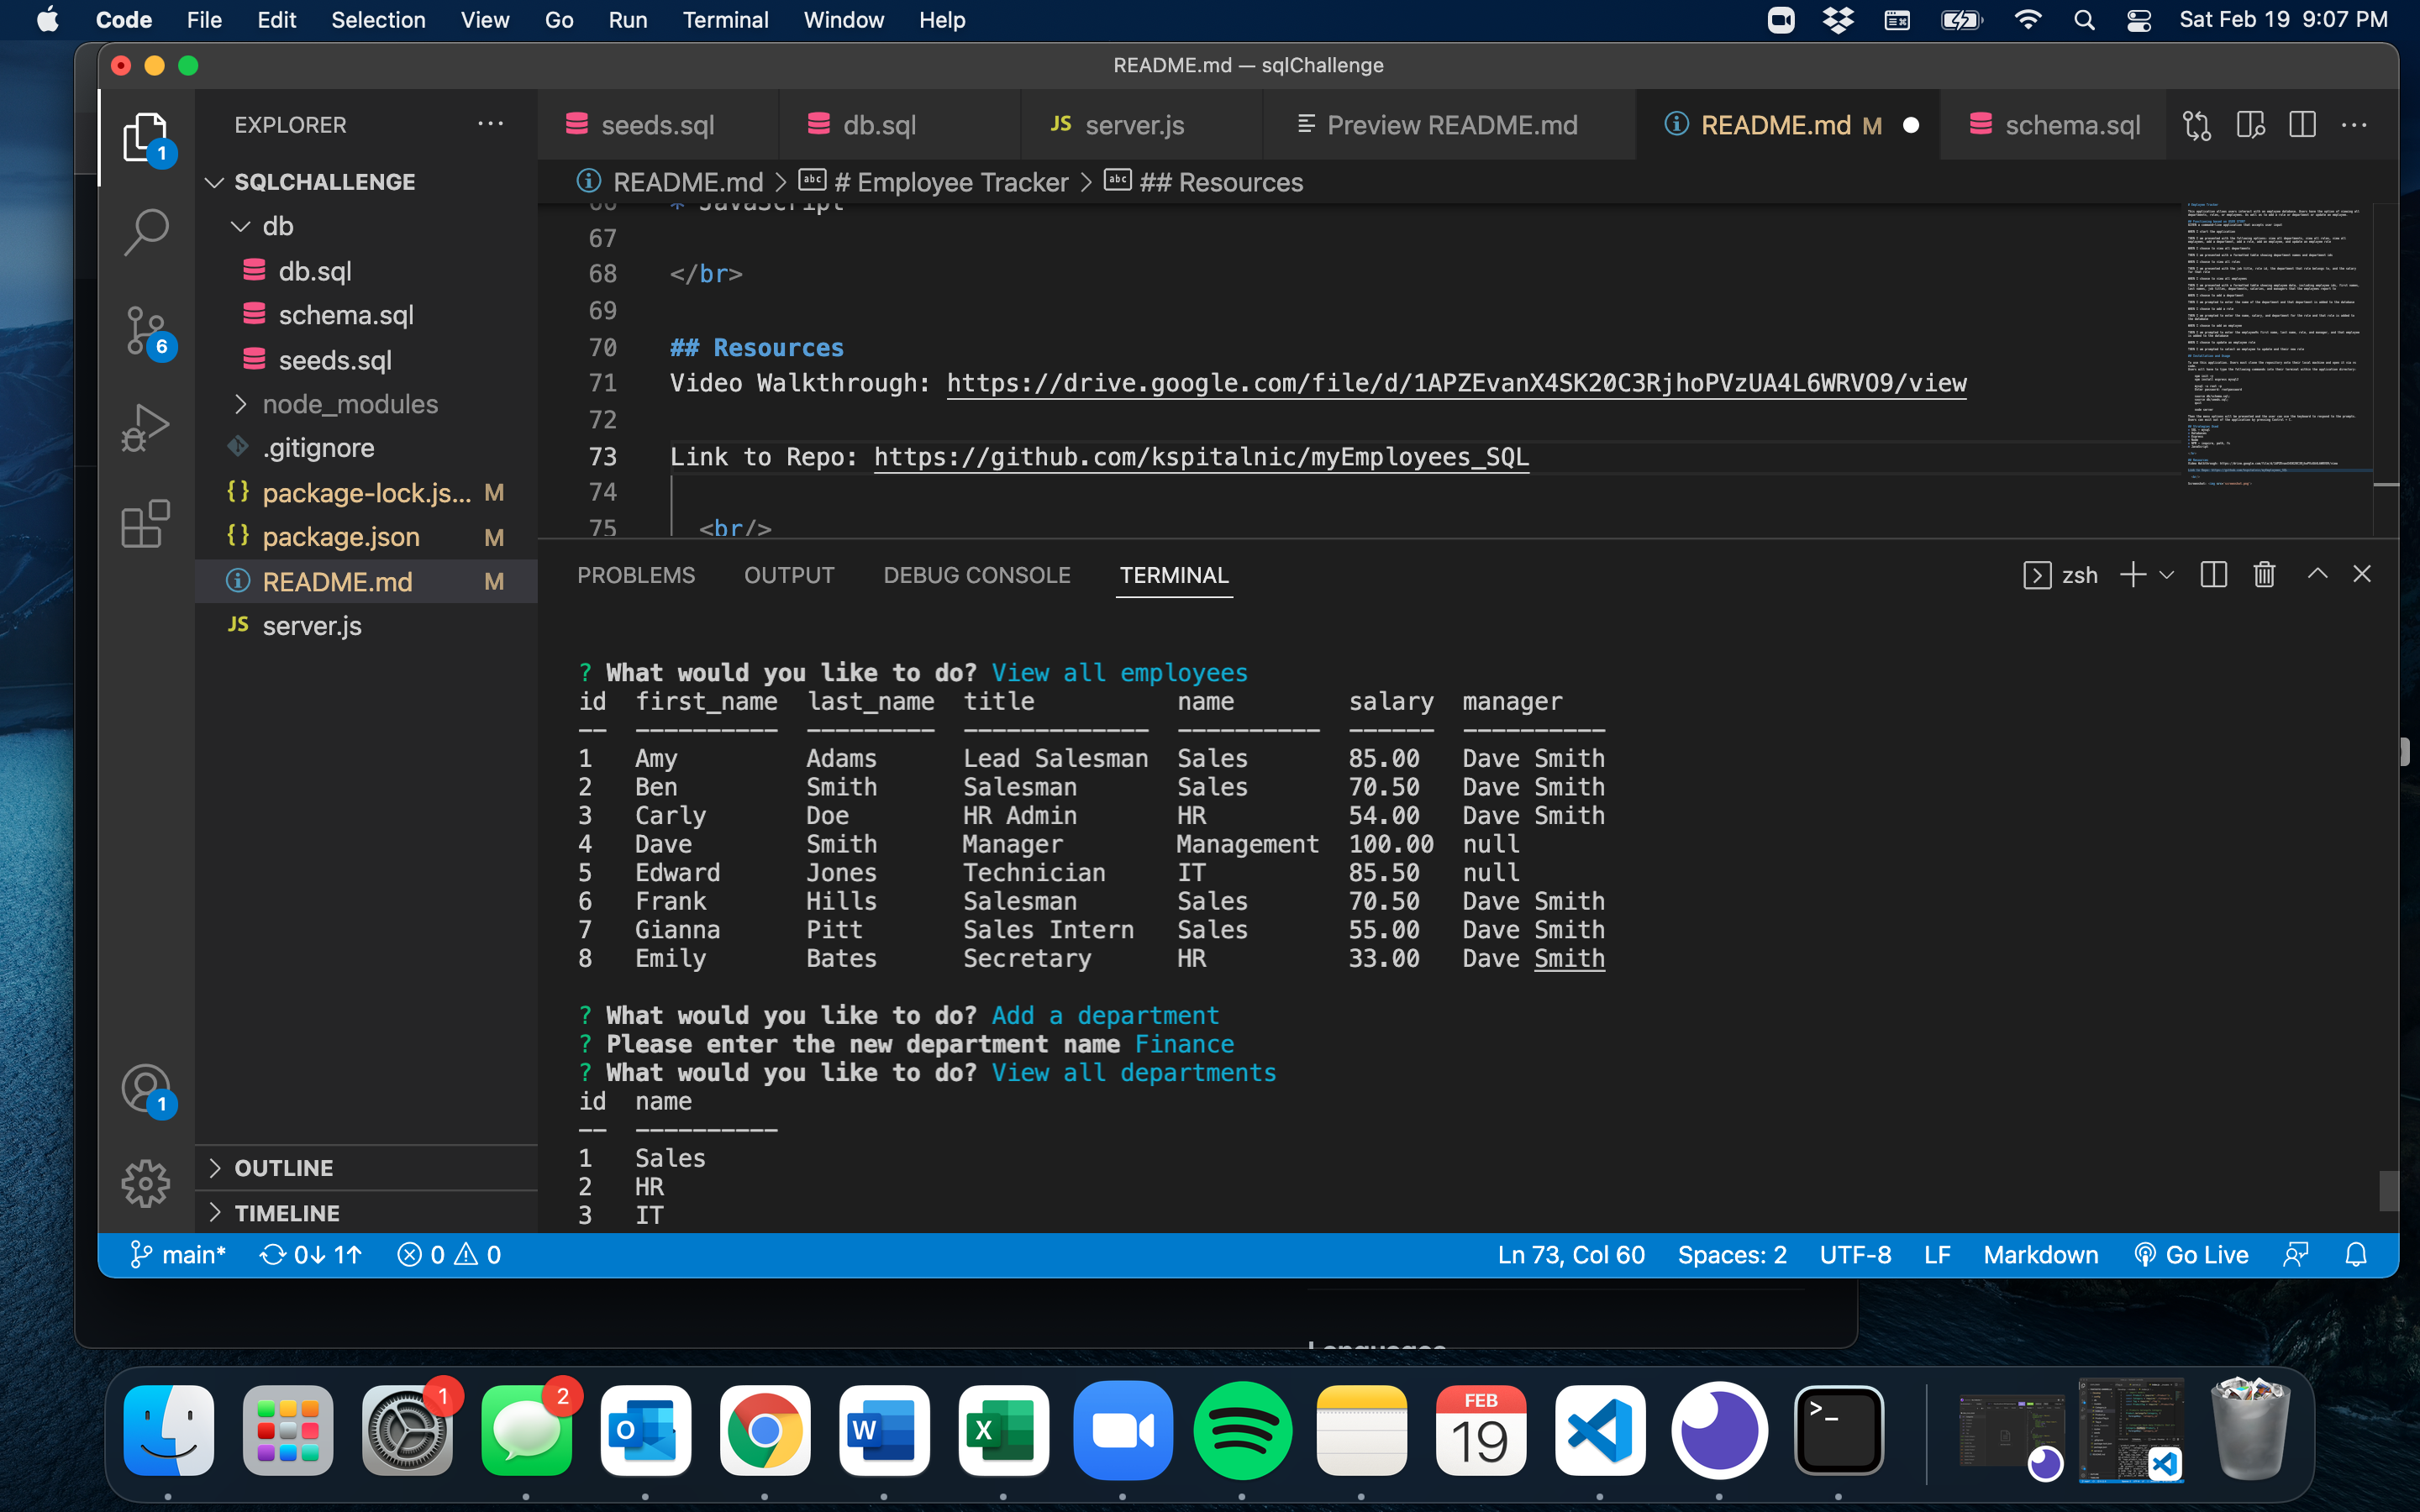 Code File Edit Selection View Go Run Terminal Window Help Sat Feb 19 9:07 PM
README.md — sqlChallenge
EXPLORER
seeds.sql db.sql JS server.js Preview README.md README.md M schema.sql
1
README.md > # Employee Tracker > ## Resources
SQLCHALLENGE
db
db.sql
schema.sql
seeds.sql
node_modules
.gitignore
{} package-lock.js... M
{} package.json M
README.md M
JS server.js
6
1
OUTLINE
TIMELINE
66 * JavaScript
67
68 </br>
69
70 ## Resources
71 Video Walkthrough: https://drive.google.com/file/d/1APZEvanX4SK20C3RjhoPVzUA4L6WRVO9/view
72
73 Link to Repo: https://github.com/kspitalnic/myEmployees_SQL
74
75 <br/>
PROBLEMS OUTPUT DEBUG CONSOLE TERMINAL zsh
? What would you like to do? View all employees
id first_name last_name title name salary manager
-- ---------- --------- ------------- ---------- ------ ----------
1 Amy Adams Lead Salesman Sales 85.00 Dave Smith
2 Ben Smith Salesman Sales 70.50 Dave Smith
3 Carly Doe HR Admin HR 54.00 Dave Smith
4 Dave Smith Manager Management 100.00 null
5 Edward Jones Technician IT 85.50 null
6 Frank Hills Salesman Sales 70.50 Dave Smith
7 Gianna Pitt Sales Intern Sales 55.00 Dave Smith
8 Emily Bates Secretary HR 33.00 Dave Smith
? What would you like to do? Add a department
? Please enter the new department name Finance
? What would you like to do? View all departments
id name
-- ----------
1 Sales
2 HR
3 IT
main* 0↓ 1↑ 0 0 Ln 73, Col 60 Spaces: 2 UTF-8 LF Markdown Go Live
Languages
1
2
FEB
19